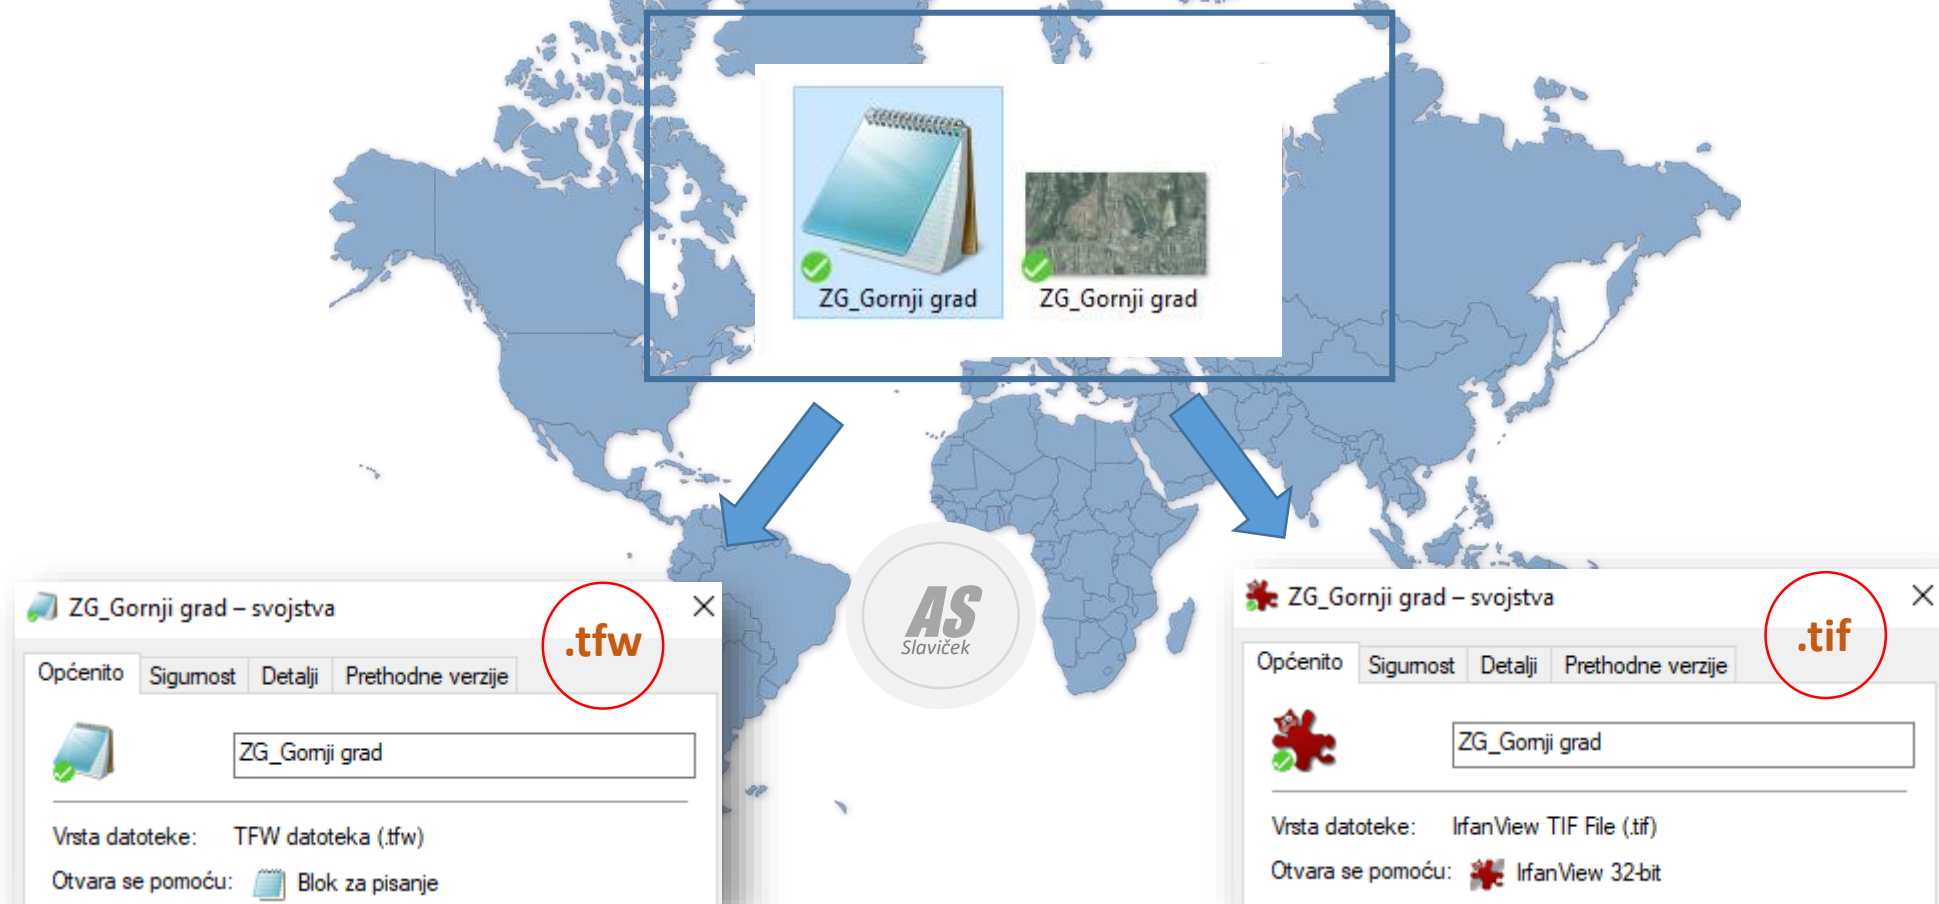 ZG_Gornji grad
ZG_Gornji grad
ZG_Gornji grad – svojstva
.tfw
Općenito
Sigurnost
Detalji
Prethodne verzije
ZG_Gornji grad
Vrsta datoteke:
TFW datoteka (.tfw)
Otvara se pomoću:
Blok za pisanje
AS
Slaviček
ZG_Gornji grad – svojstva
.tif
Općenito
Sigurnost
Detalji
Prethodne verzije
ZG_Gornji grad
Vrsta datoteke:
IrfanView TIF File (.tif)
Otvara se pomoću:
IrfanView 32-bit